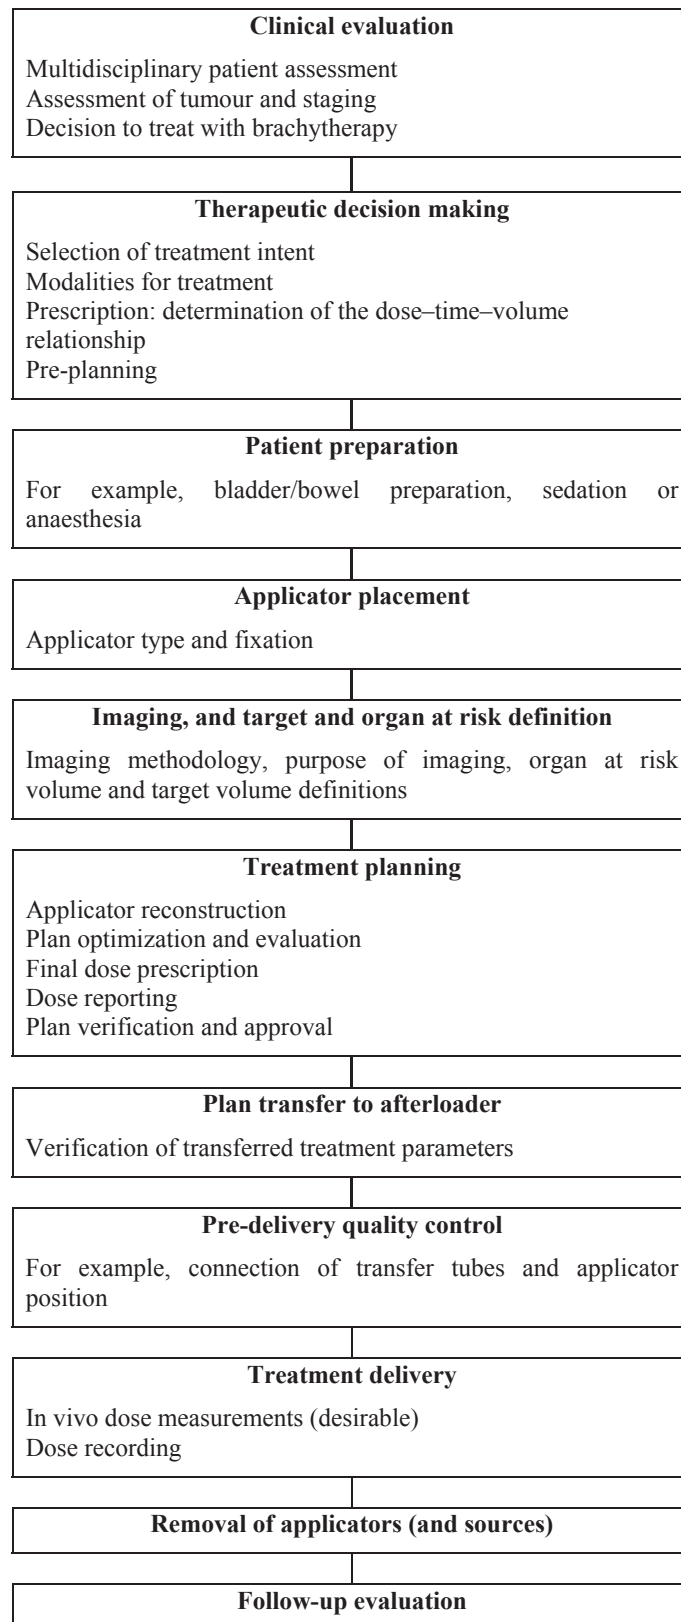 Clinical evaluation
Multidisciplinary patient assessment
Assessment of tumour and staging
Decision to treat with brachytherapy
Therapeutic decision making
Selection of treatment intent
Modalities for treatment
Prescription: determination of the dose–time–volume
relationship
Pre-planning
Patient preparation
For example, bladder/bowel preparation, sedation or
anaesthesia
Applicator placement
Applicator type and fixation
Imaging, and target and organ at risk definition
Imaging methodology, purpose of imaging, organ at risk
volume and target volume definitions
Treatment planning
Applicator reconstruction
Plan optimization and evaluation
Final dose prescription
Dose reporting
Plan verification and approval
Plan transfer to afterloader
Verification of transferred treatment parameters
Pre-delivery quality control
For example, connection of transfer tubes and applicator
position
Treatment delivery
In vivo dose measurements (desirable)
Dose recording
Removal of applicators (and sources)
Follow-up evaluation